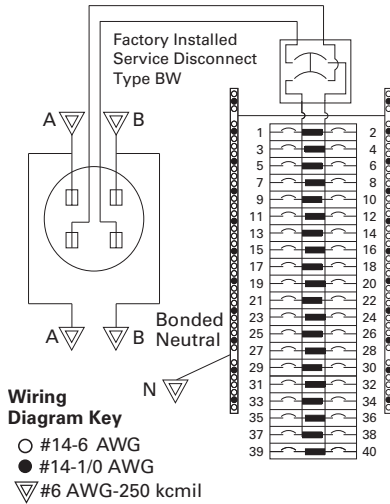 Factory Installed
Service Disconnect
Type BW
A B
1 2
3 4
5 6
7 8
9 10
11 12
13 14
15 16
17 18
19 20
21 22
23 24
25 26
27 28
29 30
31 32
33 34
35 36
37 38
39 40
A B
Bonded
Neutral
N
Wiring
Diagram Key
#14-6 AWG
#14-1/0 AWG
#6 AWG-250 kcmil